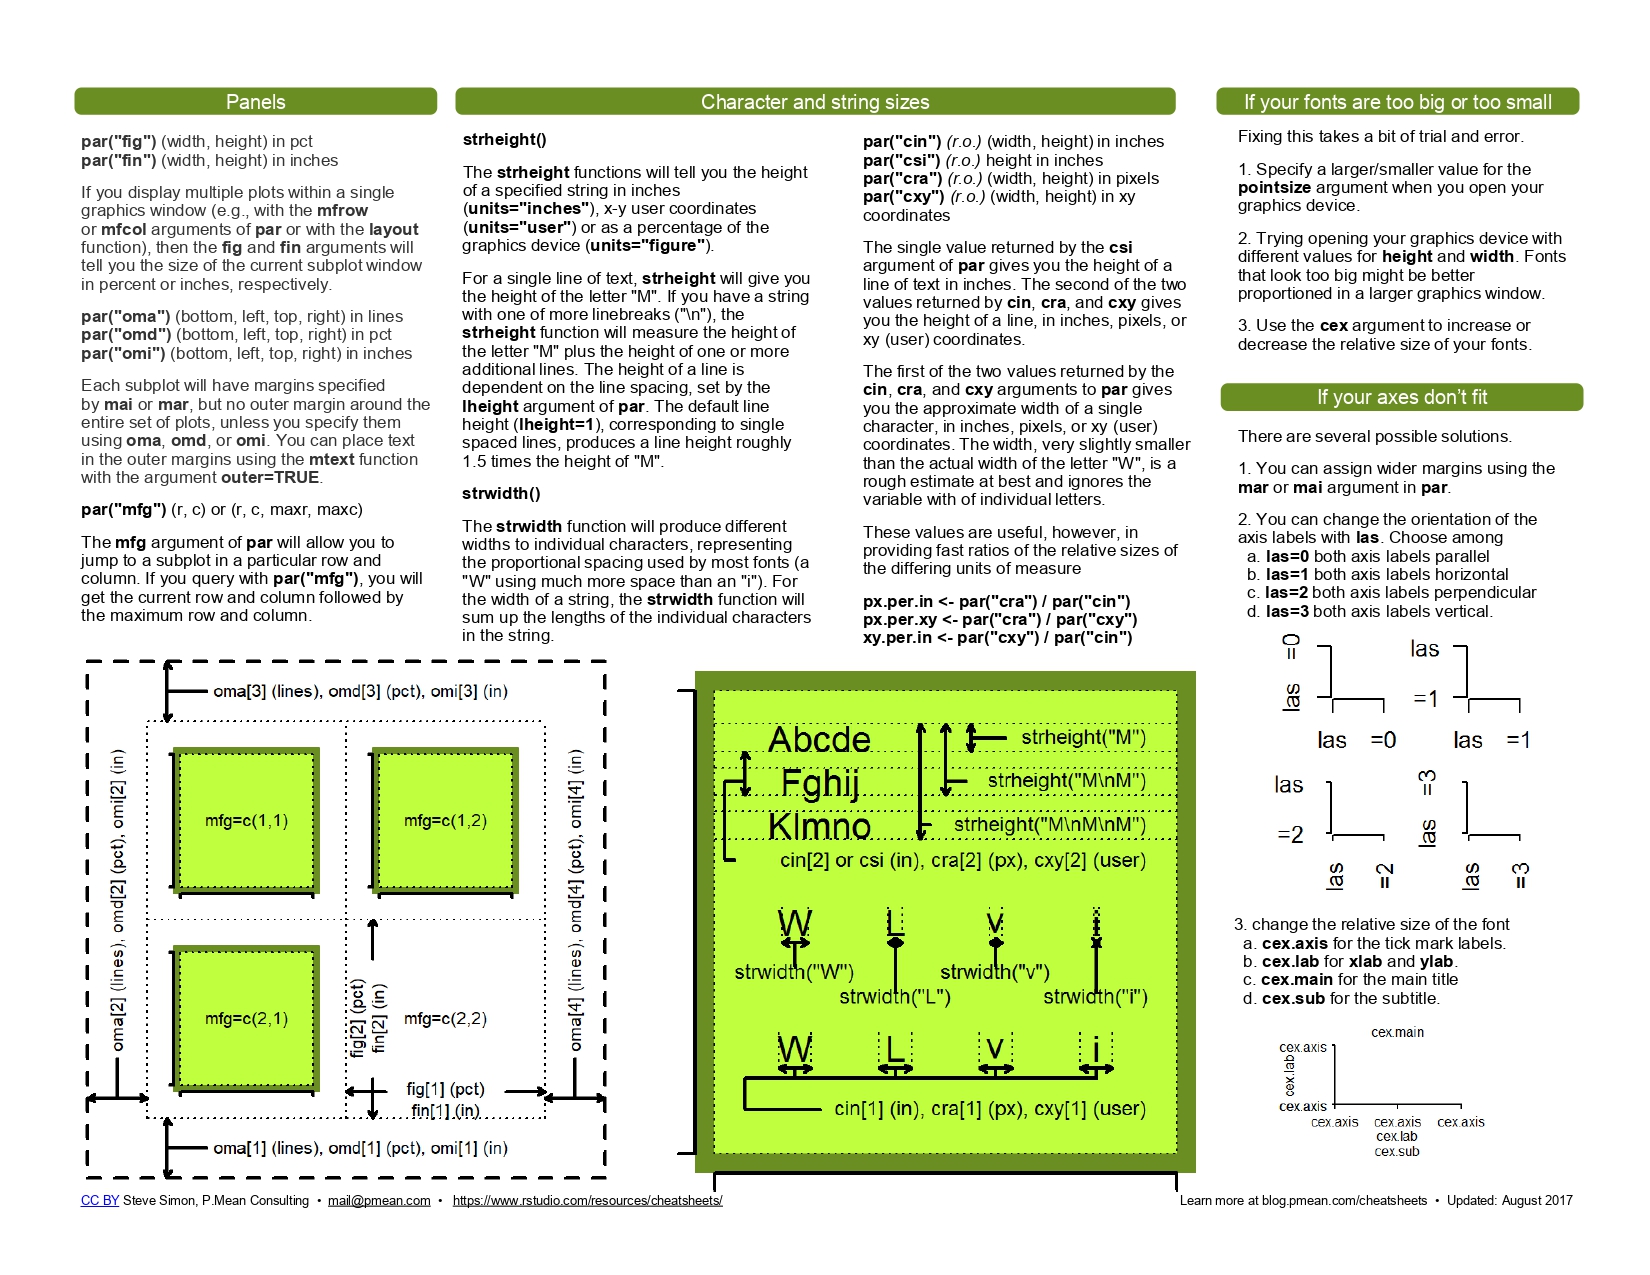 Panels
par("fig") (width, height) in pct
par("fin") (width, height) in inches
If you display multiple plots within a single
graphics window (e.g., with the mfrow
or mfcol arguments of par or with the layout
function), then the fig and fin arguments will
tell you the size of the current subplot window
in percent or inches, respectively.
par("oma") (bottom, left, top, right) in lines
par("omd") (bottom, left, top, right) in pct
par("omi") (bottom, left, top, right) in inches
Each subplot will have margins specified
by mai or mar, but no outer margin around the
entire set of plots, unless you specify them
using oma, omd, or omi. You can place text
in the outer margins using the mtext function
with the argument outer=TRUE.
par("mfg") (r, c) or (r, c, maxr, maxc)
The mfg argument of par will allow you to
jump to a subplot in a particular row and
column. If you query with par("mfg"), you will
get the current row and column followed by
the maximum row and column.
oma[3] (lines), omd[3] (pct), omi[3] (in)
oma[2] (lines), omd[2] (pct), omi[2] (in)
mfg=c(1,1)
mfg=c(1,2)
oma[4] (lines), omd[4] (pct), omi[4] (in)
mfg=c(2,1)
fig[2] (pct)
fin[2] (in)
mfg=c(2,2)
fig[1] (pct)
fin[1] (in)
oma[1] (lines), omd[1] (pct), omi[1] (in)
Character and string sizes
strheight()
The strheight functions will tell you the height
of a specified string in inches
(units="inches"), x-y user coordinates
(units="user") or as a percentage of the
graphics device (units="figure").
For a single line of text, strheight will give you
the height of the letter "M". If you have a string
with one of more linebreaks ("\n"), the
strheight function will measure the height of
the letter "M" plus the height of one or more
additional lines. The height of a line is
dependent on the line spacing, set by the
lheight argument of par. The default line
height (lheight=1), corresponding to single
spaced lines, produces a line height roughly
1.5 times the height of "M".
strwidth()
The strwidth function will produce different
widths to individual characters, representing
the proportional spacing used by most fonts (a
"W" using much more space than an "i"). For
the width of a string, the strwidth function will
sum up the lengths of the individual characters
in the string.
par("cin") (r.o.) (width, height) in inches
par("csi") (r.o.) height in inches
par("cra") (r.o.) (width, height) in pixels
par("cxy") (r.o.) (width, height) in xy
coordinates
The single value returned by the csi
argument of par gives you the height of a
line of text in inches. The second of the two
values returned by cin, cra, and cxy gives
you the height of a line, in inches, pixels, or
xy (user) coordinates.
The first of the two values returned by the
cin, cra, and cxy arguments to par gives
you the approximate width of a single
character, in inches, pixels, or xy (user)
coordinates. The width, very slightly smaller
than the actual width of the letter "W", is a
rough estimate at best and ignores the
variable with of individual letters.
These values are useful, however, in
providing fast ratios of the relative sizes of
the differing units of measure
px.per.in <- par("cra") / par("cin")
px.per.xy <- par("cra") / par("cxy")
xy.per.in <- par("cxy") / par("cin")
Abcde
strheight("M")
Fghij
strheight("M\nM")
Klmno
strheight("M\nM\nM")
cin[2] or csi (in), cra[2] (px), cxy[2] (user)
W L v i
strwidth("W")
strwidth("v")
strwidth("L")
strwidth("i")
W L v i
cin[1] (in), cra[1] (px), cxy[1] (user)
If your fonts are too big or too small
Fixing this takes a bit of trial and error.
1. Specify a larger/smaller value for the
pointsize argument when you open your
graphics device.
2. Trying opening your graphics device with
different values for height and width. Fonts
that look too big might be better
proportioned in a larger graphics window.
3. Use the cex argument to increase or
decrease the relative size of your fonts.
If your axes don’t fit
There are several possible solutions.
1. You can assign wider margins using the
mar or mai argument in par.
2. You can change the orientation of the
axis labels with las. Choose among
a. las=0 both axis labels parallel
b. las=1 both axis labels horizontal
c. las=2 both axis labels perpendicular
d. las=3 both axis labels vertical.
las =0
las =0
las
=1
las =1
las
=2
las =2
las =3
las =3
3. change the relative size of the font
a. cex.axis for the tick mark labels.
b. cex.lab for xlab and ylab.
c. cex.main for the main title
d. cex.sub for the subtitle.
cex.main
cex.axis
cex.lab
cex.axis
cex.axis cex.axis cex.axis
cex.lab
cex.sub
CC BY Steve Simon, P.Mean Consulting • mail@pmean.com • https://www.rstudio.com/resources/cheatsheets/
Learn more at blog.pmean.com/cheatsheets • Updated: August 2017